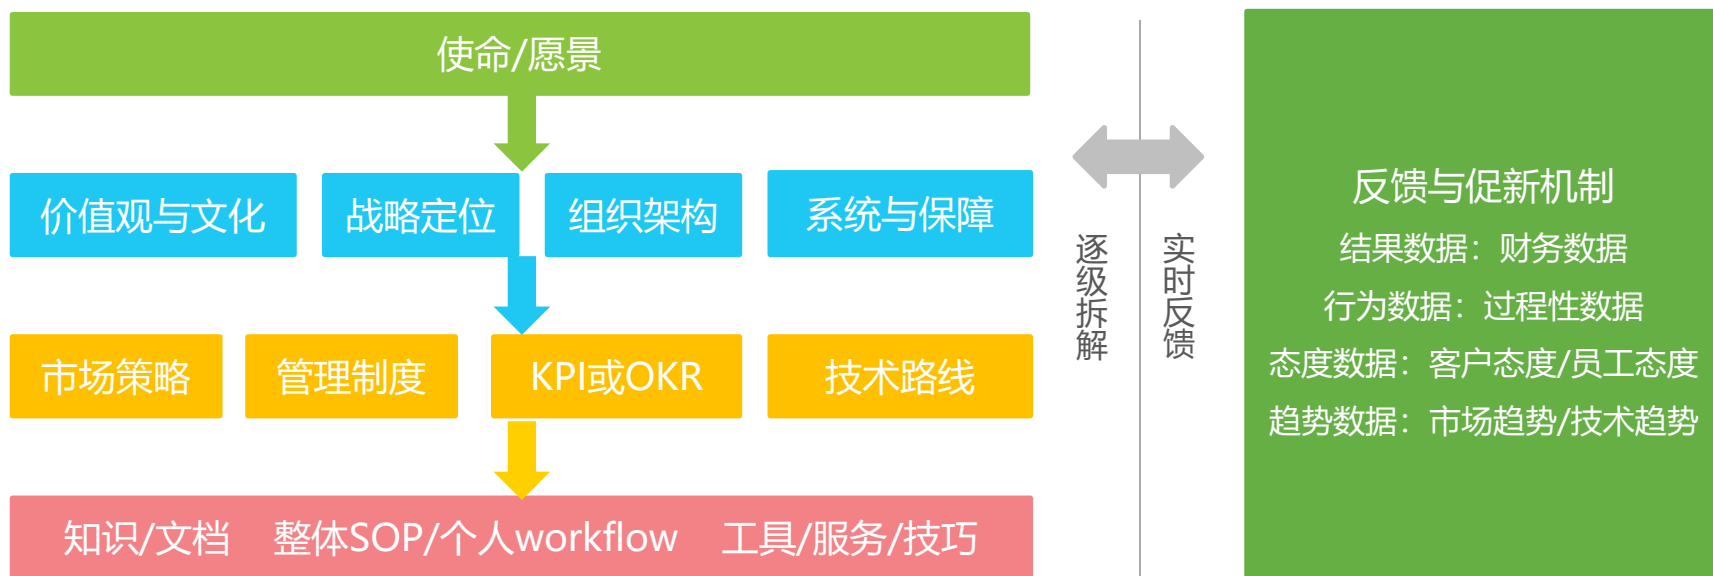 使命/愿景
价值观与文化
战略定位
组织架构
系统与保障
市场策略
管理制度
KPI或OKR
技术路线
知识/文档 整体SOP/个人workflow 工具/服务/技巧
逐级拆解
实时反馈
反馈与促新机制
结果数据：财务数据
行为数据：过程性数据
态度数据：客户态度/员工态度
趋势数据：市场趋势/技术趋势